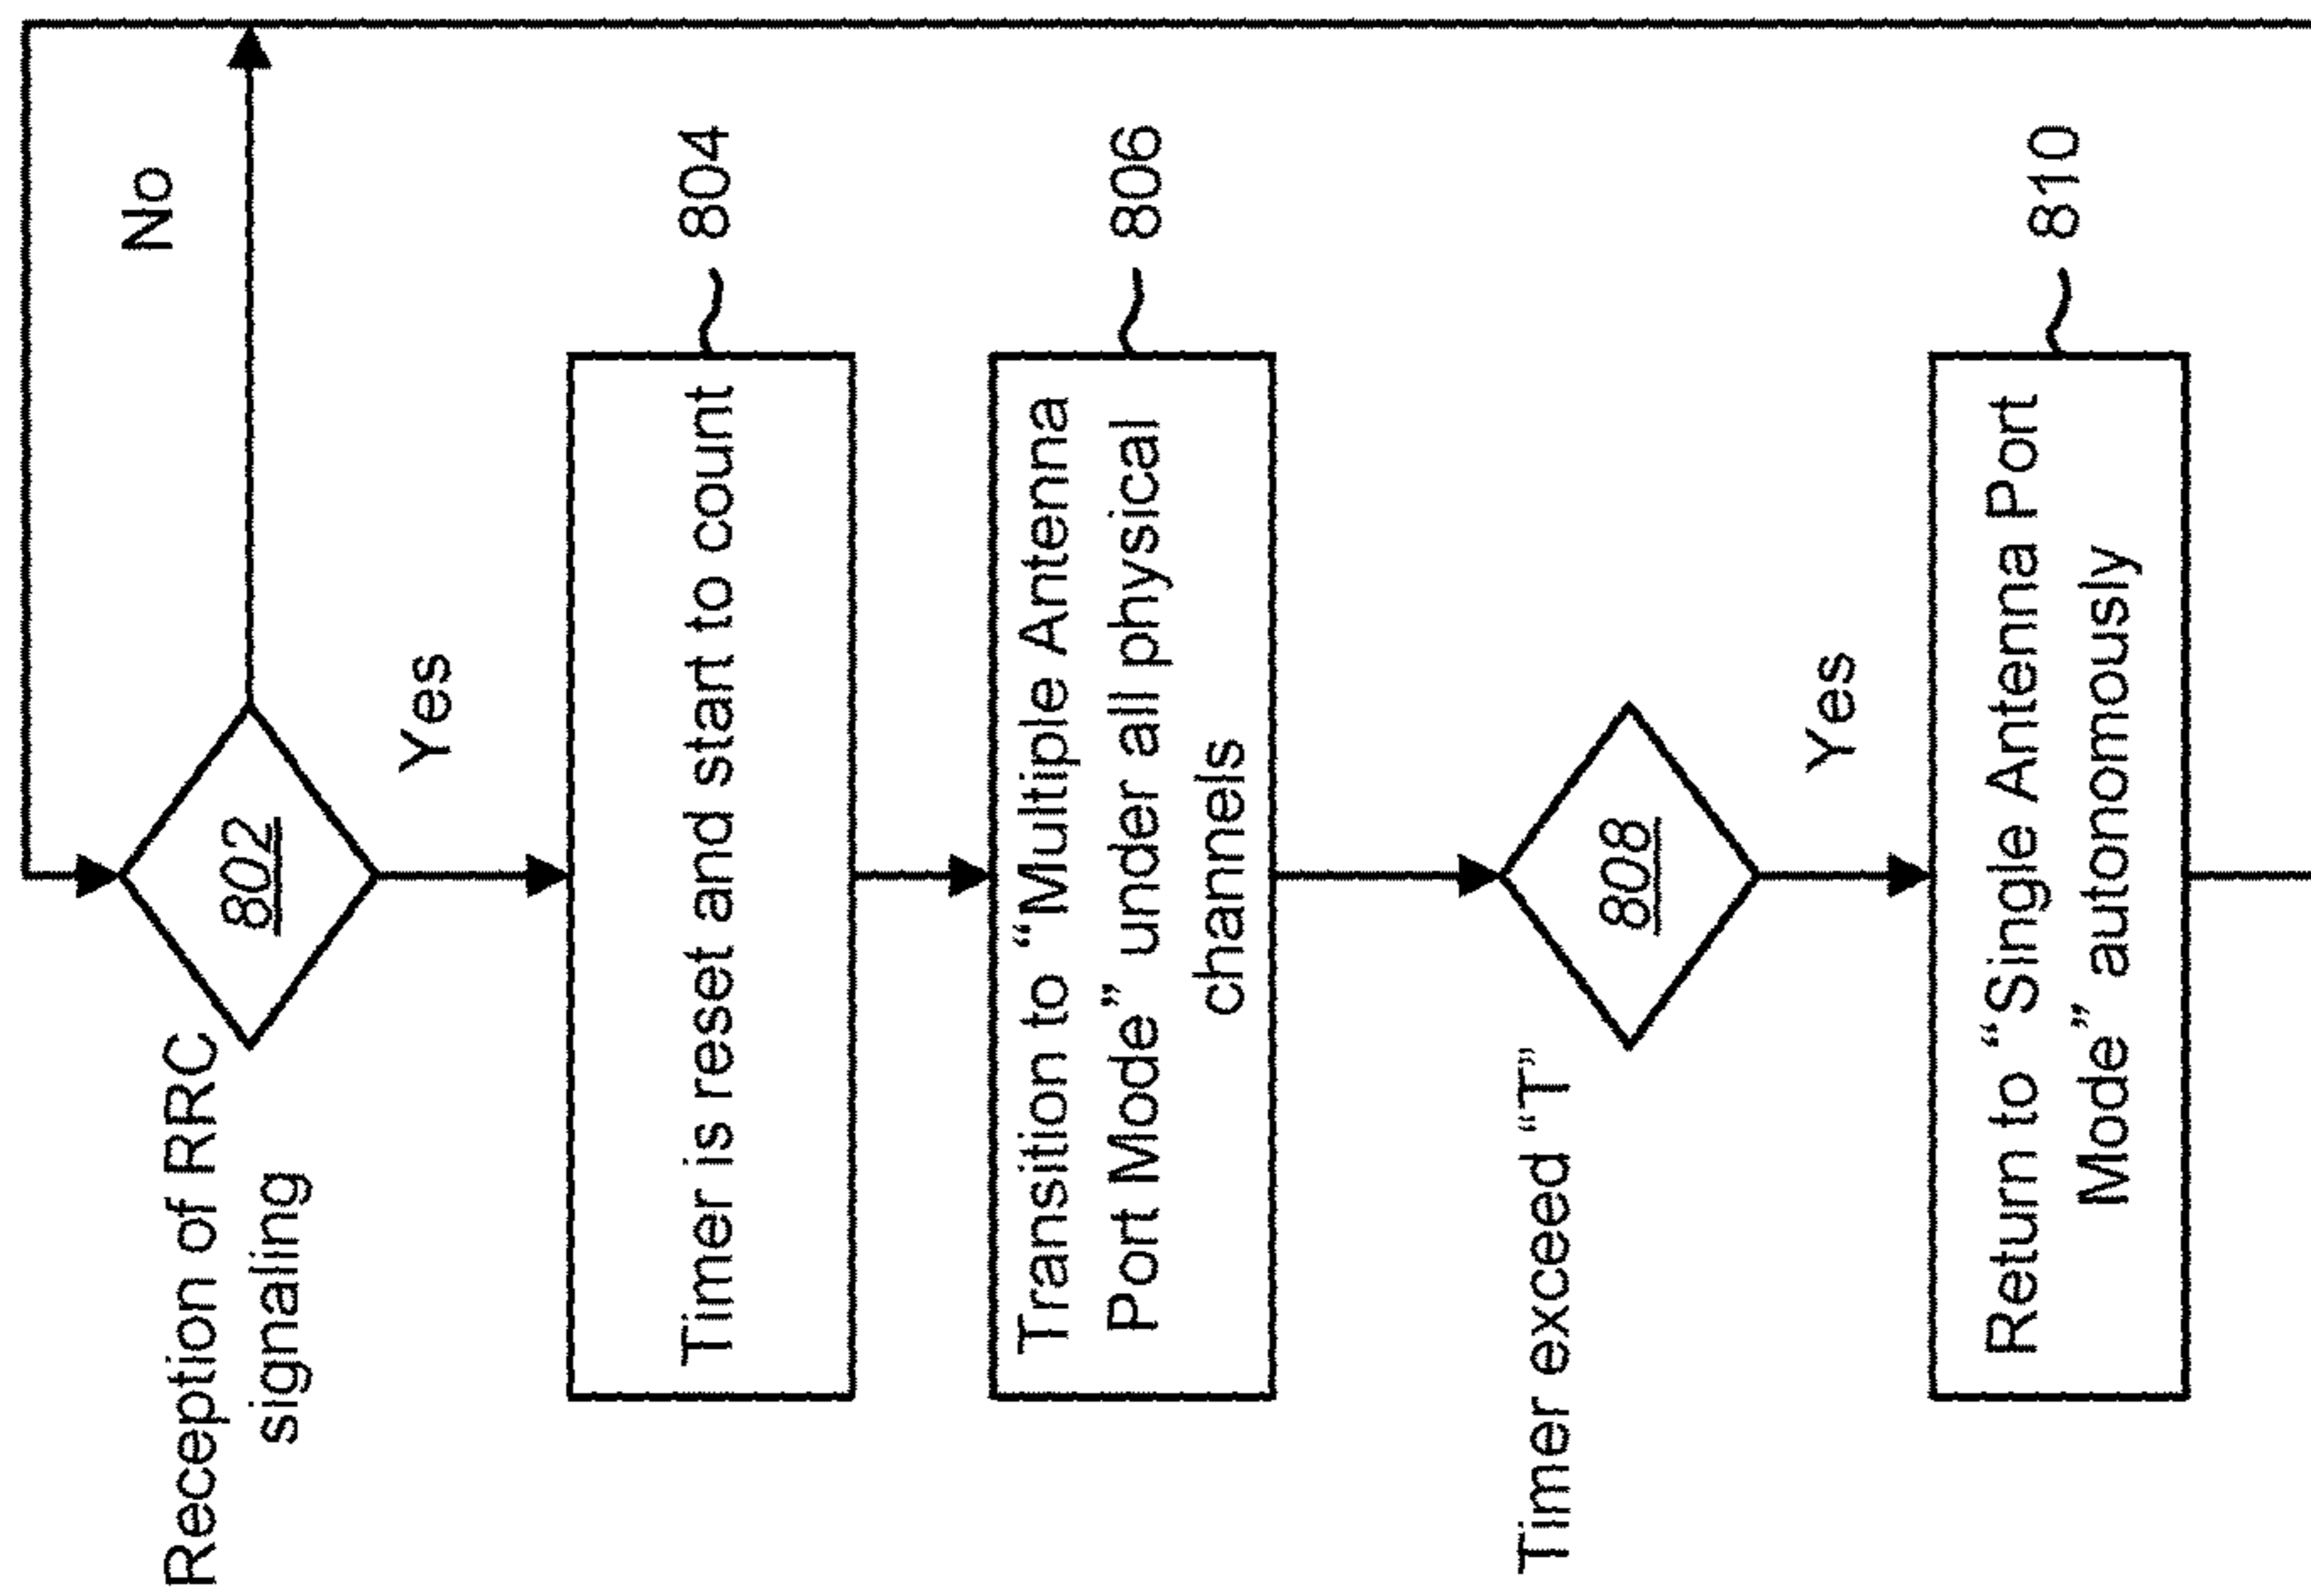 Reception of RRC
signaling
802
No
Yes
Timer is reset and start to count
804
Transition to “Multiple Antenna
Port Mode” under all physical
channels
806
Timer exceed “T”
808
Yes
Return to “Single Antenna Port
Mode” autonomously
810